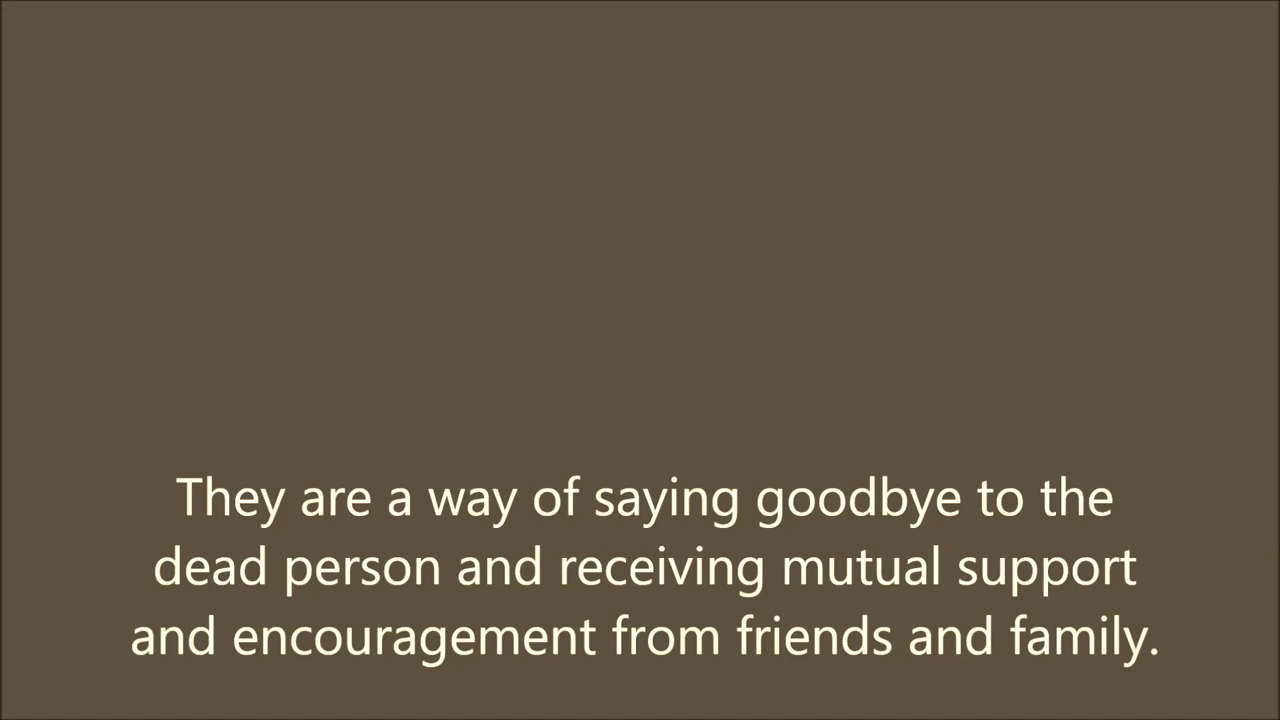 They are a way of saying goodbye to the
dead person and receiving mutual support
and encouragement from friends and family.